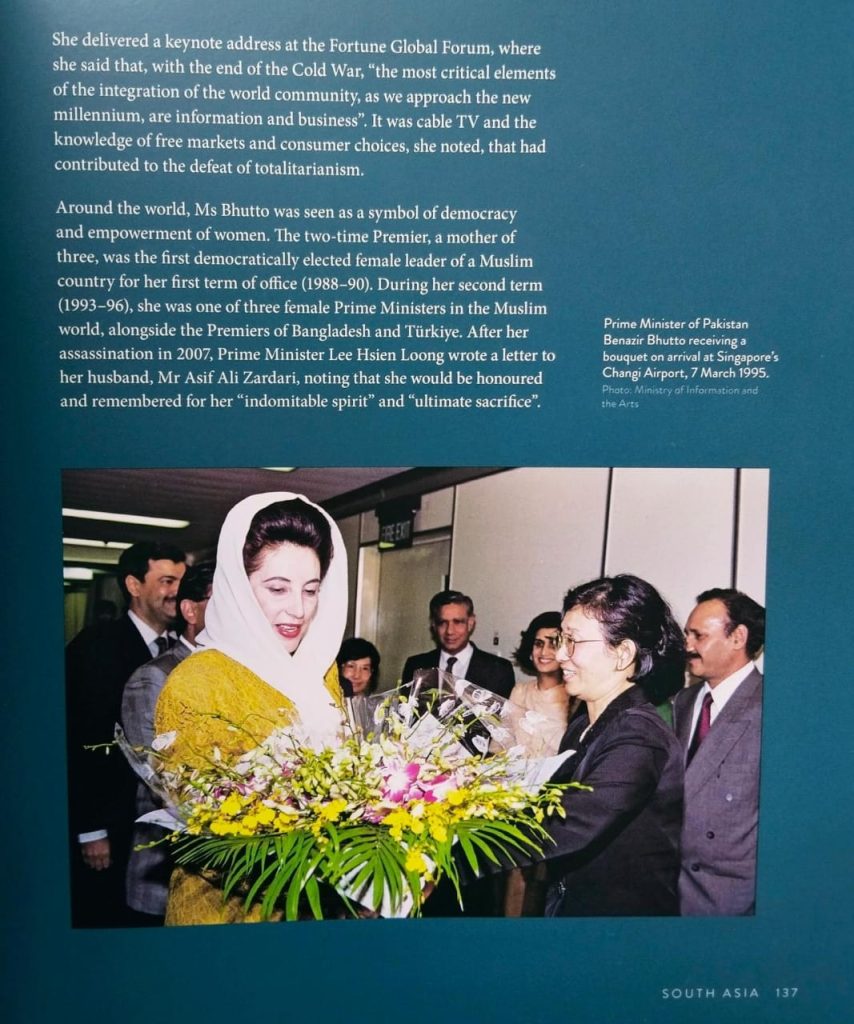 She delivered a keynote address at the Fortune Global Forum, where
she said that, with the end of the Cold War, “the most critical elements
of the integration of the world community, as we approach the new
millennium, are information and business”. It was cable TV and the
knowledge of free markets and consumer choices, she noted, that had
contributed to the defeat of totalitarianism.
Around the world, Ms Bhutto was seen as a symbol of democracy
and empowerment of women. The two-time Premier, a mother of
three, was the first democratically elected female leader of a Muslim
country for her first term of office (1988–90). During her second term
(1993–96), she was one of three female Prime Ministers in the Muslim
world, alongside the Premiers of Bangladesh and Türkiye. After her
assassination in 2007, Prime Minister Lee Hsien Loong wrote a letter to
her husband, Mr Asif Ali Zardari, noting that she would be honoured
and remembered for her “indomitable spirit” and “ultimate sacrifice”.
Prime Minister of Pakistan
Benazir Bhutto receiving a
bouquet on arrival at Singapore’s
Changi Airport, 7 March 1995.
Photo: Ministry of Information and
the Arts
FIRE EXIT
SOUTH ASIA 137